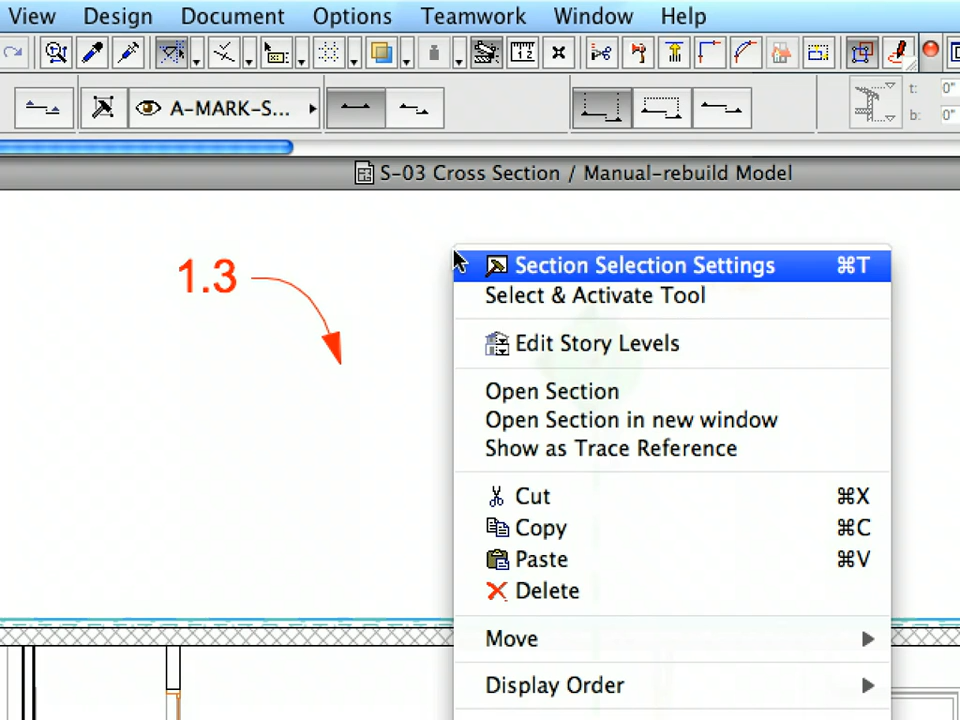 View Design Document Options Teamwork Window Help
1 2
A-MARK-S...
t: 0"
b: 0"
S-03 Cross Section / Manual-rebuild Model
1.3
Section Selection Settings ⌘T
Select & Activate Tool
Edit Story Levels
Open Section
Open Section in new window
Show as Trace Reference
Cut ⌘X
Copy ⌘C
Paste ⌘V
Delete
Move
Display Order